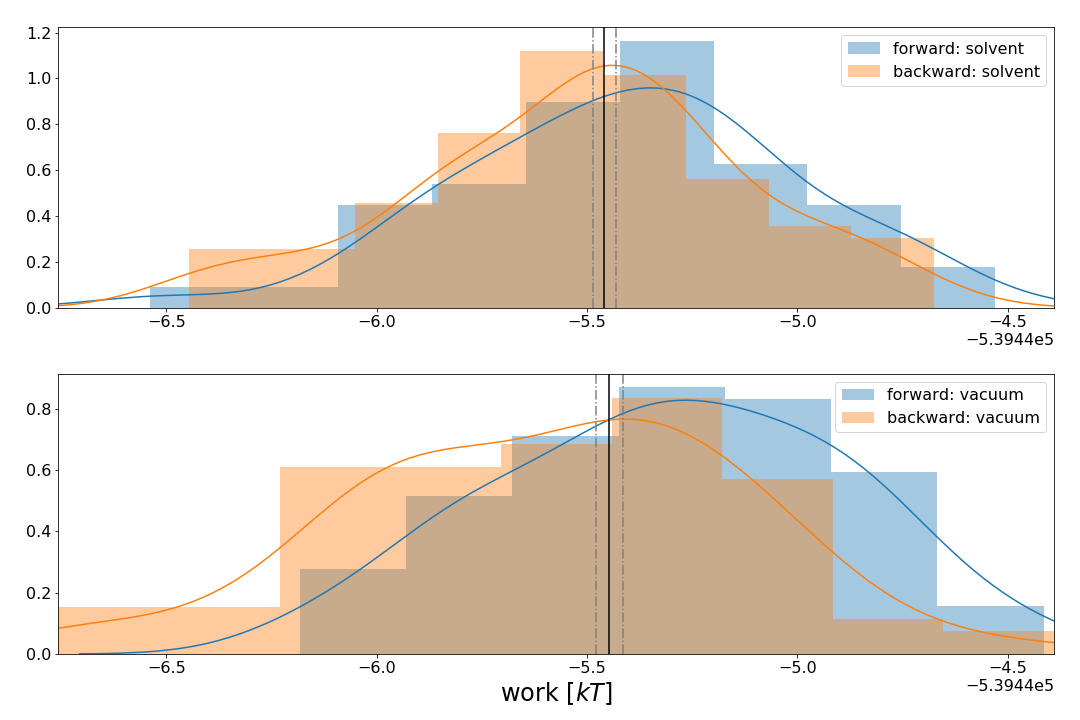 1.2
1.0
0.8
0.6
0.4
0.2
0.0
forward: solvent
backward: solvent
−6.5 −6.0 −5.5 −5.0 −4.5
−5.3944e5
0.8
0.6
0.4
0.2
0.0
forward: vacuum
backward: vacuum
−6.5 −6.0 −5.5 −5.0 −4.5
−5.3944e5
work [kT]